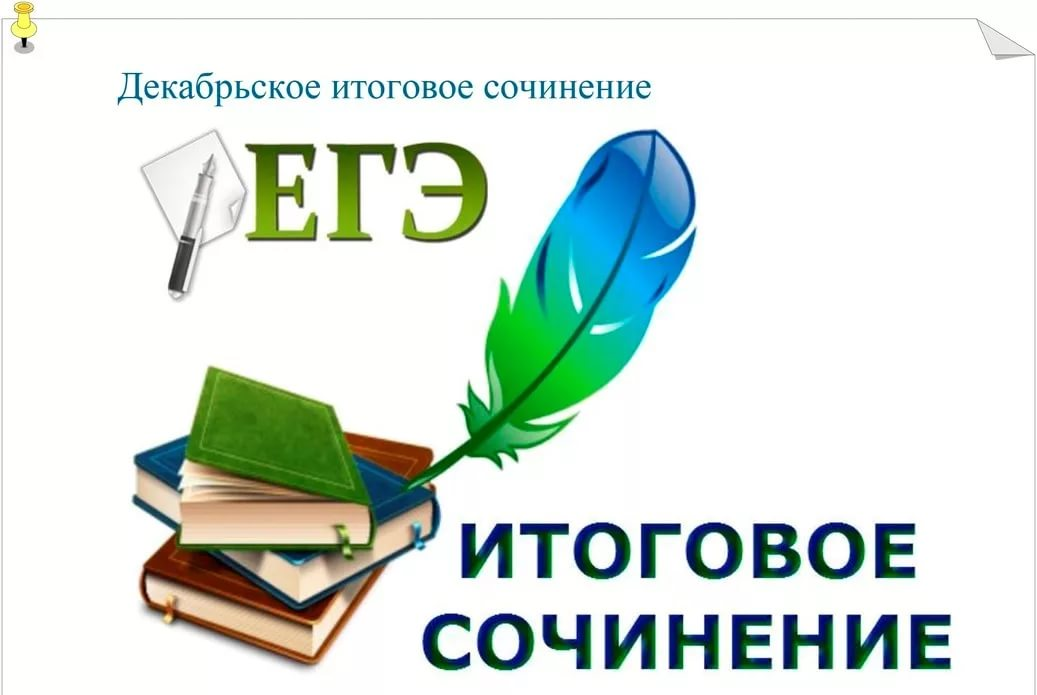 Декабрьское итоговое сочинение
ЕГЭ
ИТОГОВОЕ
СОЧИНЕНИЕ